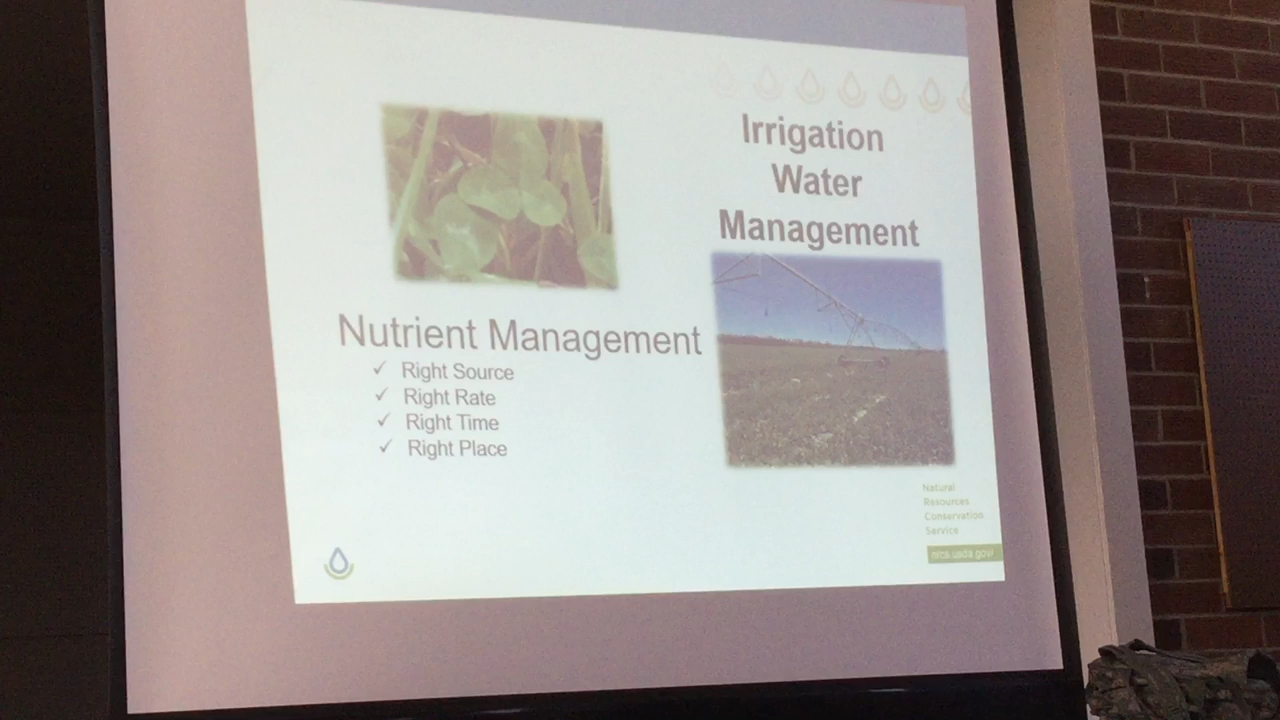 Irrigation
Water
Management
Nutrient Management
✓ Right Source
✓ Right Rate
✓ Right Time
✓ Right Place
Natural
Resources
Conservation
Service
nrcs.usda.gov/